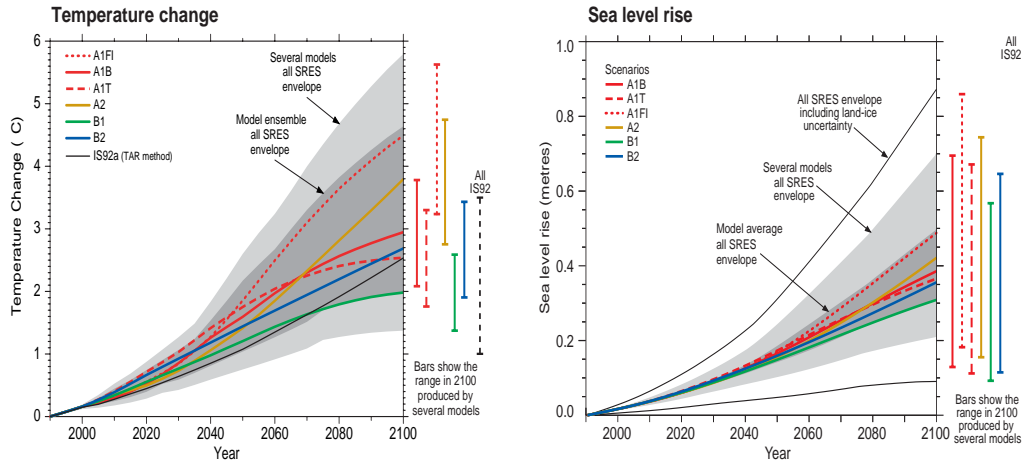 Temperature change
6
5
4
3
2
1
0
Temperature Change ( C)
A1FI
A1B
A1T
A2
B1
B2
IS92a (TAR method)
Several models
all SRES
envelope
Model ensemble
all SRES
envelope
All
IS92
Bars show the
range in 2100
produced by
several models
2000
2020
2040
2060
2080
2100
Year
Sea level rise
1.0
0.8
0.6
0.4
0.2
0.0
Sea level rise (metres)
Scenarios
A1B
A1T
A1FI
A2
B1
B2
All SRES envelope
including land-ice
uncertainty
Several models
all SRES
envelope
Model average
all SRES
envelope
All
IS92
Bars show the
range in 2100
produced by
several models
2000
2020
2040
2060
2080
2100
Year